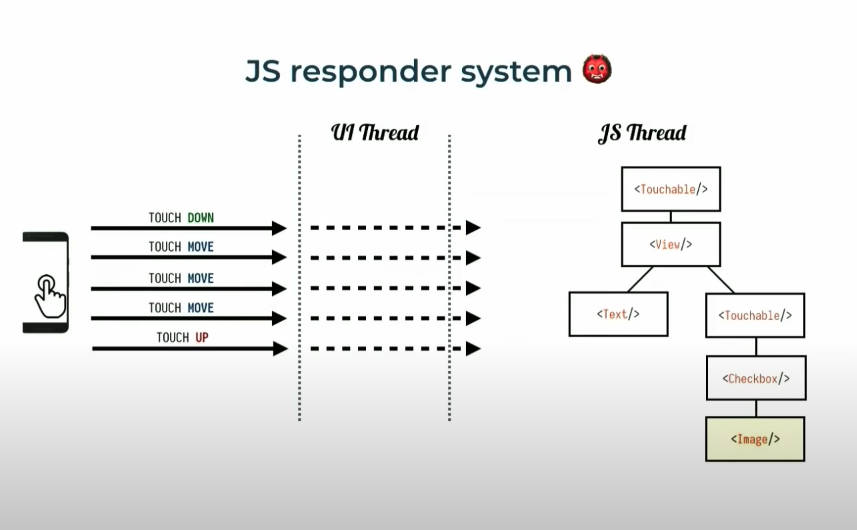 JS responder system 👹
UI Thread
JS Thread
TOUCH DOWN
TOUCH MOVE
TOUCH MOVE
TOUCH MOVE
TOUCH UP
<Touchable/>
<View/>
<Text/>
<Touchable/>
<Checkbox/>
<Image/>